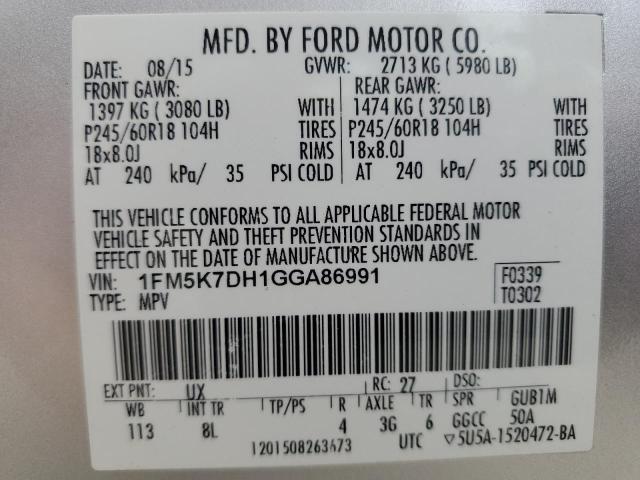 MFD. BY FORD MOTOR CO.
DATE: 08/15 GVWR: 2713 KG ( 5980 LB)
FRONT GAWR: REAR GAWR:
1397 KG ( 3080 LB) WITH 1474 KG ( 3250 LB) WITH
P245/60R18 104H TIRES P245/60R18 104H TIRES
18x8.0J RIMS 18x8.0J RIMS
AT 240 kPa/ 35 PSI COLD AT 240 kPa/ 35 PSI COLD
THIS VEHICLE CONFORMS TO ALL APPLICABLE FEDERAL MOTOR
VEHICLE SAFETY AND THEFT PREVENTION STANDARDS IN
EFFECT ON THE DATE OF MANUFACTURE SHOWN ABOVE.
VIN: 1FM5K7DH1GGA86991 F0339
TYPE: MPV T0302
EXT PNT: UX RC: 27 DSO:
WB INT TR TP/PS R AXLE TR SPR GUB1M
113 8L 4 3G 6 GGCC 50A
1201508263473 UTC ▽5U5A-1520472-BA